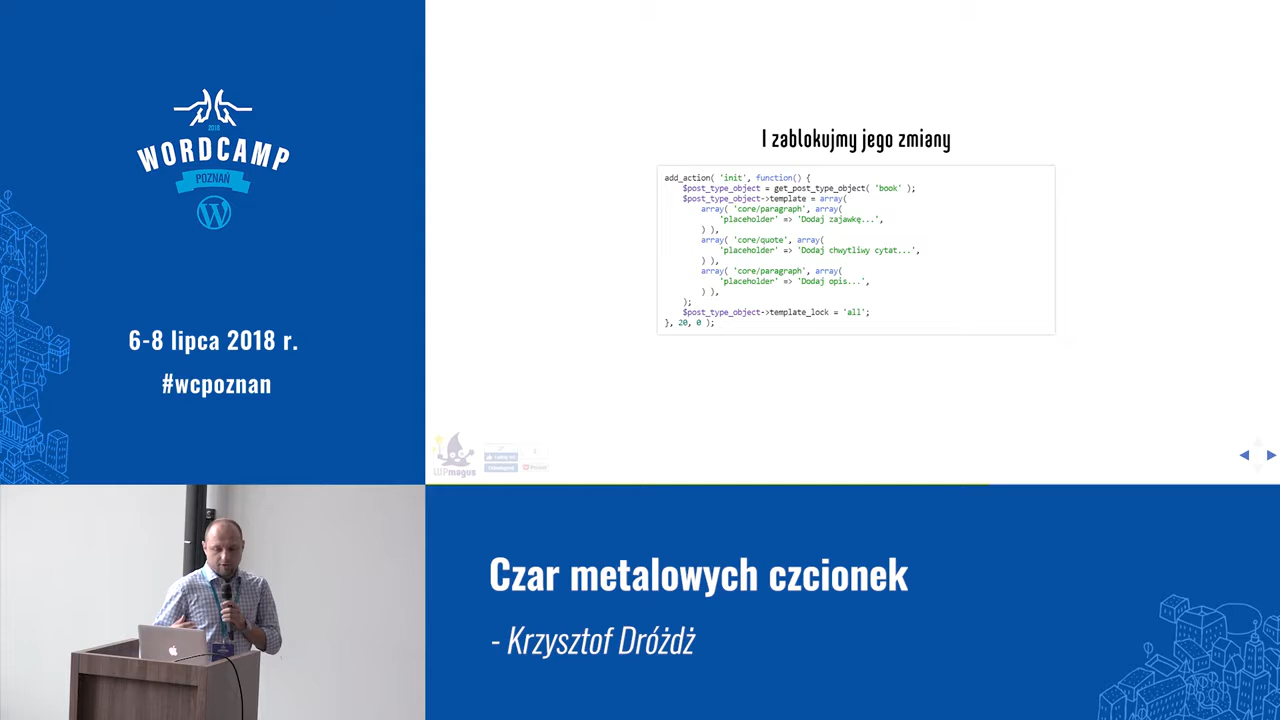 2018
WORDCAMP
POZNAŃ
6-8 lipca 2018 r.
#wcpoznan
I zablokujmy jego zmiany
add_action( 'init', function() {
$post_type_object = get_post_type_object( 'book' );
$post_type_object->template = array(
array( 'core/paragraph', array(
'placeholder' => 'Dodaj zajawkę...',
) ),
array( 'core/quote', array(
'placeholder' => 'Dodaj chwytliwy cytat...',
) ),
array( 'core/paragraph', array(
'placeholder' => 'Dodaj opis...',
) ),
);
$post_type_object->template_lock = 'all';
}, 20, 0 );
WPmagus
Czar metalowych czcionek
- Krzysztof Dróżdż